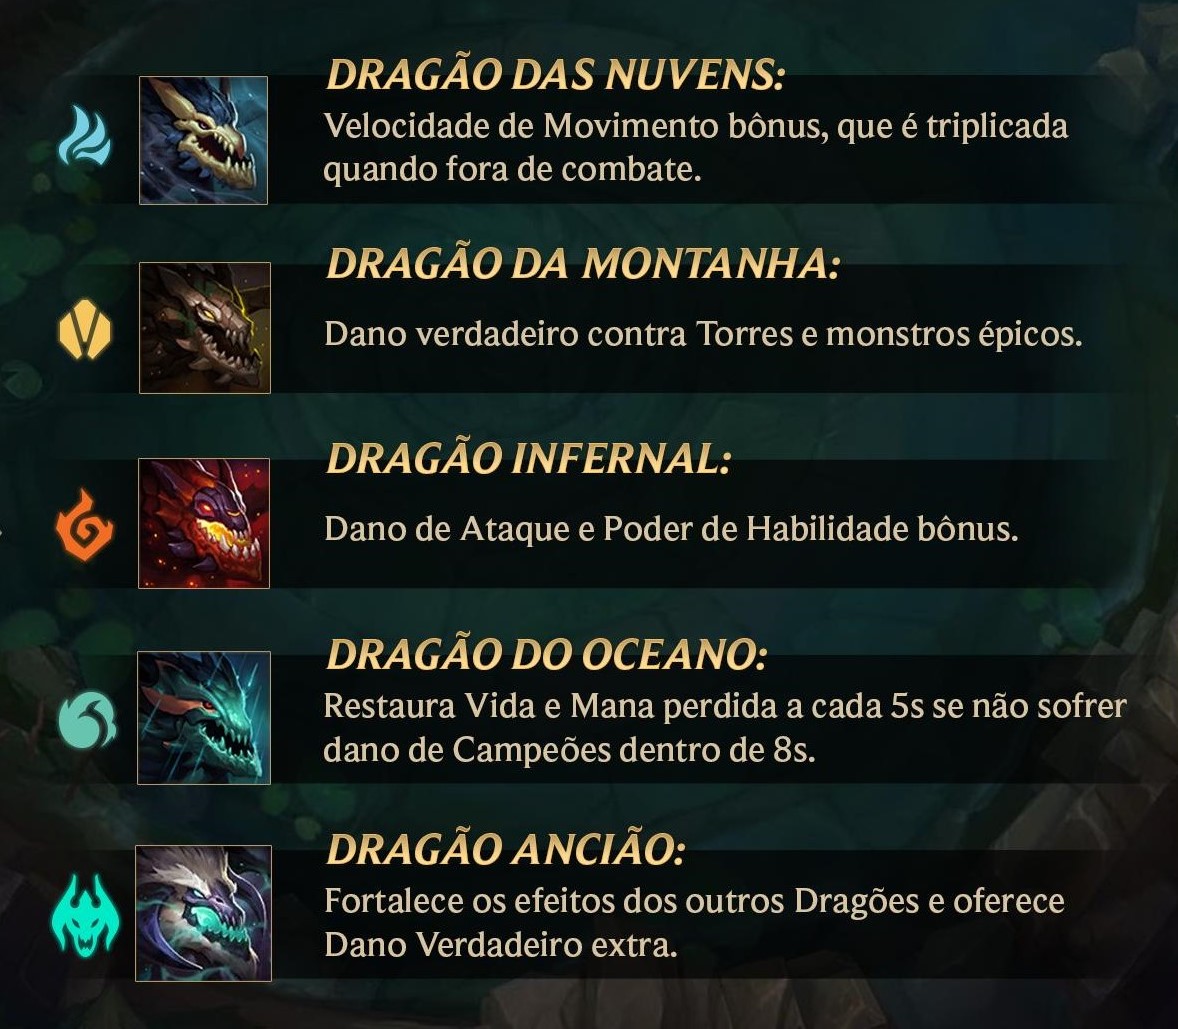 DRAGÃO DAS NUVENS:
Velocidade de Movimento bônus, que é triplicada
quando fora de combate.
DRAGÃO DA MONTANHA:
Dano verdadeiro contra Torres e monstros épicos.
DRAGÃO INFERNAL:
Dano de Ataque e Poder de Habilidade bônus.
DRAGÃO DO OCEANO:
Restaura Vida e Mana perdida a cada 5s se não sofrer
dano de Campeões dentro de 8s.
DRAGÃO ANCIÃO:
Fortalece os efeitos dos outros Dragões e oferece
Dano Verdadeiro extra.